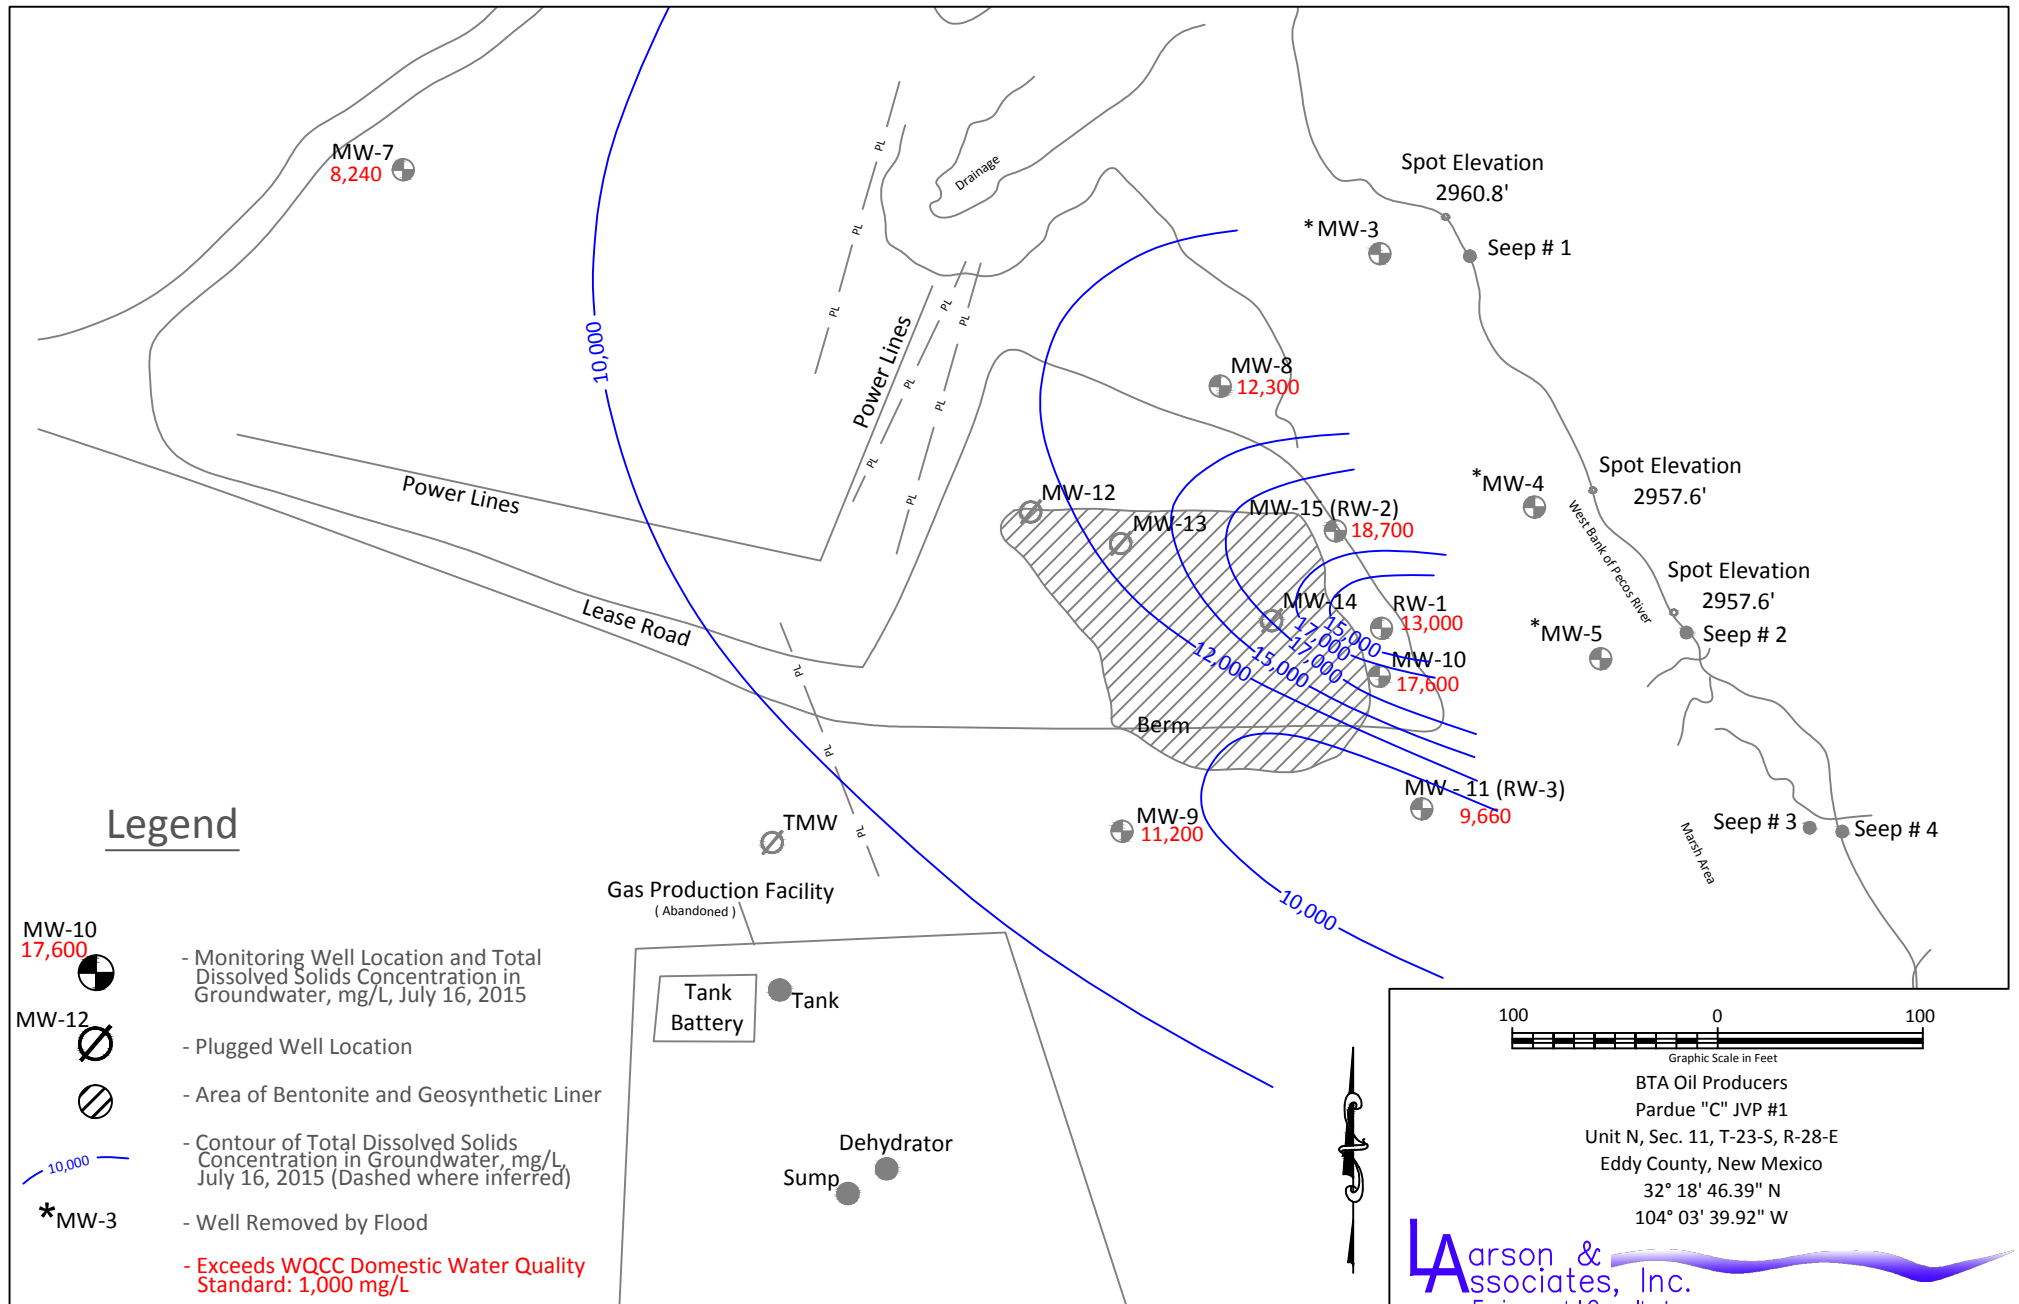 MW-7
8,240
Drainage
PL
PL
PL
PL
PL
PL
PL
PL
PL
PL
PL
PL
PL
Spot Elevation
2960.8'
*MW-3
Seep # 1
10,000
Power Lines
MW-8
12,300
Power Lines
MW-12
MW-13
MW-15 (RW-2)
18,700
*MW-4
Spot Elevation
2957.6'
West Bank of Pecos River
Spot Elevation
2957.6'
Lease Road
MW-14
RW-1
13,000
*MW-5
Seep # 2
12,000
15,000
17,000
17,000
15,000
MW-10
17,600
Berm
MW - 11 (RW-3)
9,660
MW-9
11,200
10,000
TMW
Seep # 3
Seep # 4
Marsh Area
Gas Production Facility
( Abandoned )
Tank
Battery
Tank
Dehydrator
Sump
Legend
MW-10
17,600
- Monitoring Well Location and Total
Dissolved Solids Concentration in
Groundwater, mg/L, July 16, 2015
MW-12
- Plugged Well Location
- Area of Bentonite and Geosynthetic Liner
10,000
- Contour of Total Dissolved Solids
Concentration in Groundwater, mg/L,
July 16, 2015 (Dashed where inferred)
*MW-3
- Well Removed by Flood
- Exceeds WQCC Domestic Water Quality
Standard: 1,000 mg/L
100 0 100
Graphic Scale in Feet
BTA Oil Producers
Pardue "C" JVP #1
Unit N, Sec. 11, T-23-S, R-28-E
Eddy County, New Mexico
32° 18' 46.39" N
104° 03' 39.92" W
Larson &
Associates, Inc.